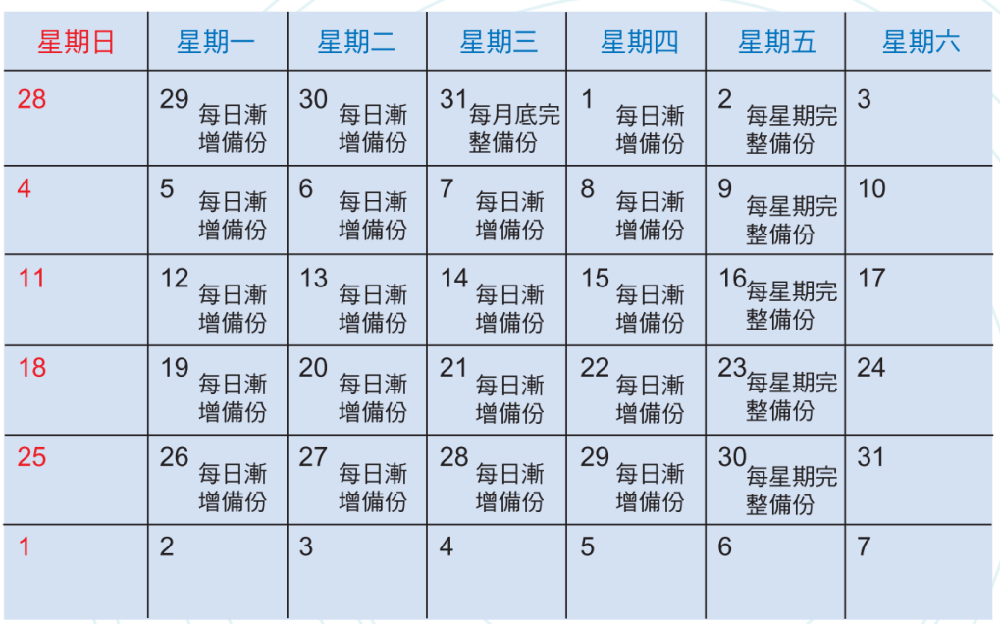 星期日 星期一 星期二 星期三 星期四 星期五 星期六
28 29 每日漸 30 每日漸 31 每月底完 1 每日漸 2 每星期完 3
增備份 增備份 整備份 增備份 整備份
4 5 每日漸 6 每日漸 7 每日漸 8 每日漸 9 每星期完 10
增備份 增備份 增備份 增備份 整備份
11 12 每日漸 13 每日漸 14 每日漸 15 每日漸 16 每星期完 17
增備份 增備份 增備份 增備份 整備份
18 19 每日漸 20 每日漸 21 每日漸 22 每日漸 23 每星期完 24
增備份 增備份 增備份 增備份 整備份
25 26 每日漸 27 每日漸 28 每日漸 29 每日漸 30 每星期完 31
增備份 增備份 增備份 增備份 整備份
1 2 3 4 5 6 7